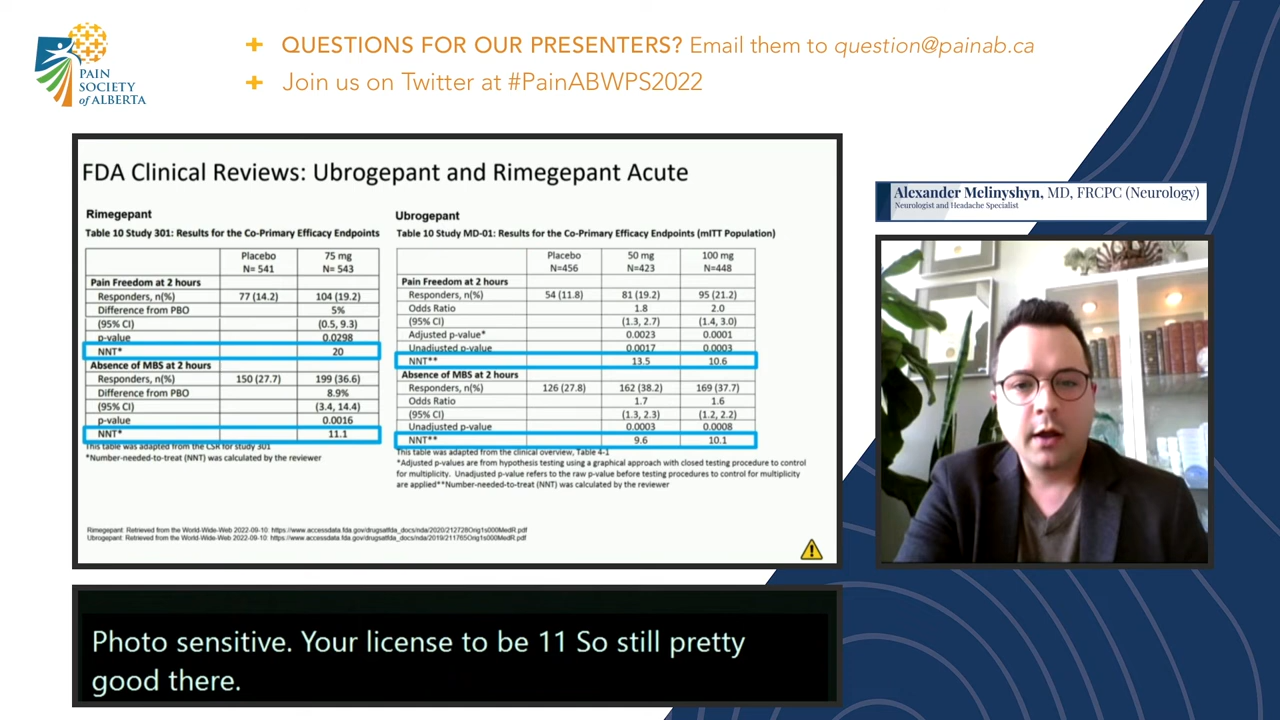 PAIN
SOCIETY
of ALBERTA
+ QUESTIONS FOR OUR PRESENTERS? Email them to question@painab.ca
+ Join us on Twitter at #PainABWPS2022
FDA Clinical Reviews: Ubrogepant and Rimegepant Acute
Rimegepant
Table 10 Study 301: Results for the Co-Primary Efficacy Endpoints
Placebo 75 mg
N= 541 N= 543
Pain Freedom at 2 hours
Responders, n(%) 77 (14.2) 104 (19.2)
Difference from PBO 5%
(95% CI) (0.5, 9.3)
p-value 0.0298
NNT* 20
Absence of MBS at 2 hours
Responders, n(%) 150 (27.7) 199 (36.6)
Difference from PBO 8.9%
(95% CI) (3.4, 14.4)
p-value 0.0016
NNT* 11.1
This table was adapted from the CSR for study 301
*Number-needed-to-treat (NNT) was calculated by the reviewer
Ubrogepant
Table 10 Study MD-01: Results for the Co-Primary Efficacy Endpoints (mITT Population)
Placebo 50 mg 100 mg
N=456 N=423 N=448
Pain Freedom at 2 hours
Responders, n(%) 54 (11.8) 81 (19.2) 95 (21.2)
Odds Ratio 1.8 2.0
(95% CI) (1.3, 2.7) (1.4, 3.0)
Adjusted p-value* 0.0023 0.0001
Unadjusted p-value 0.0017 0.0003
NNT** 13.5 10.6
Absence of MBS at 2 hours
Responders, n(%) 126 (27.8) 162 (38.2) 169 (37.7)
Odds Ratio 1.7 1.6
(95% CI) (1.3, 2.3) (1.2, 2.2)
Unadjusted p-value 0.0003 0.0008
NNT** 9.6 10.1
This table was adapted from the clinical overview, Table 4-1
*Adjusted p-values are from hypothesis testing using a graphical approach with closed testing procedure to control
for multiplicity. Unadjusted p-value refers to the raw p-value before testing procedures to control for multiplicity
are applied**Number-needed-to-treat (NNT) was calculated by the reviewer
Rimegepant: Retrieved from the World-Wide-Web 2022-09-10: https://www.accessdata.fda.gov/drugsatfda_docs/nda/2020/212728Orig1s000MedR.pdf
Ubrogepant: Retrieved from the World-Wide-Web 2022-09-10: https://www.accessdata.fda.gov/drugsatfda_docs/nda/2019/211765Orig1s000MedR.pdf
Alexander Melinyshyn, MD, FRCPC (Neurology)
Neurologist and Headache Specialist
Photo sensitive. Your license to be 11 So still pretty
good there.